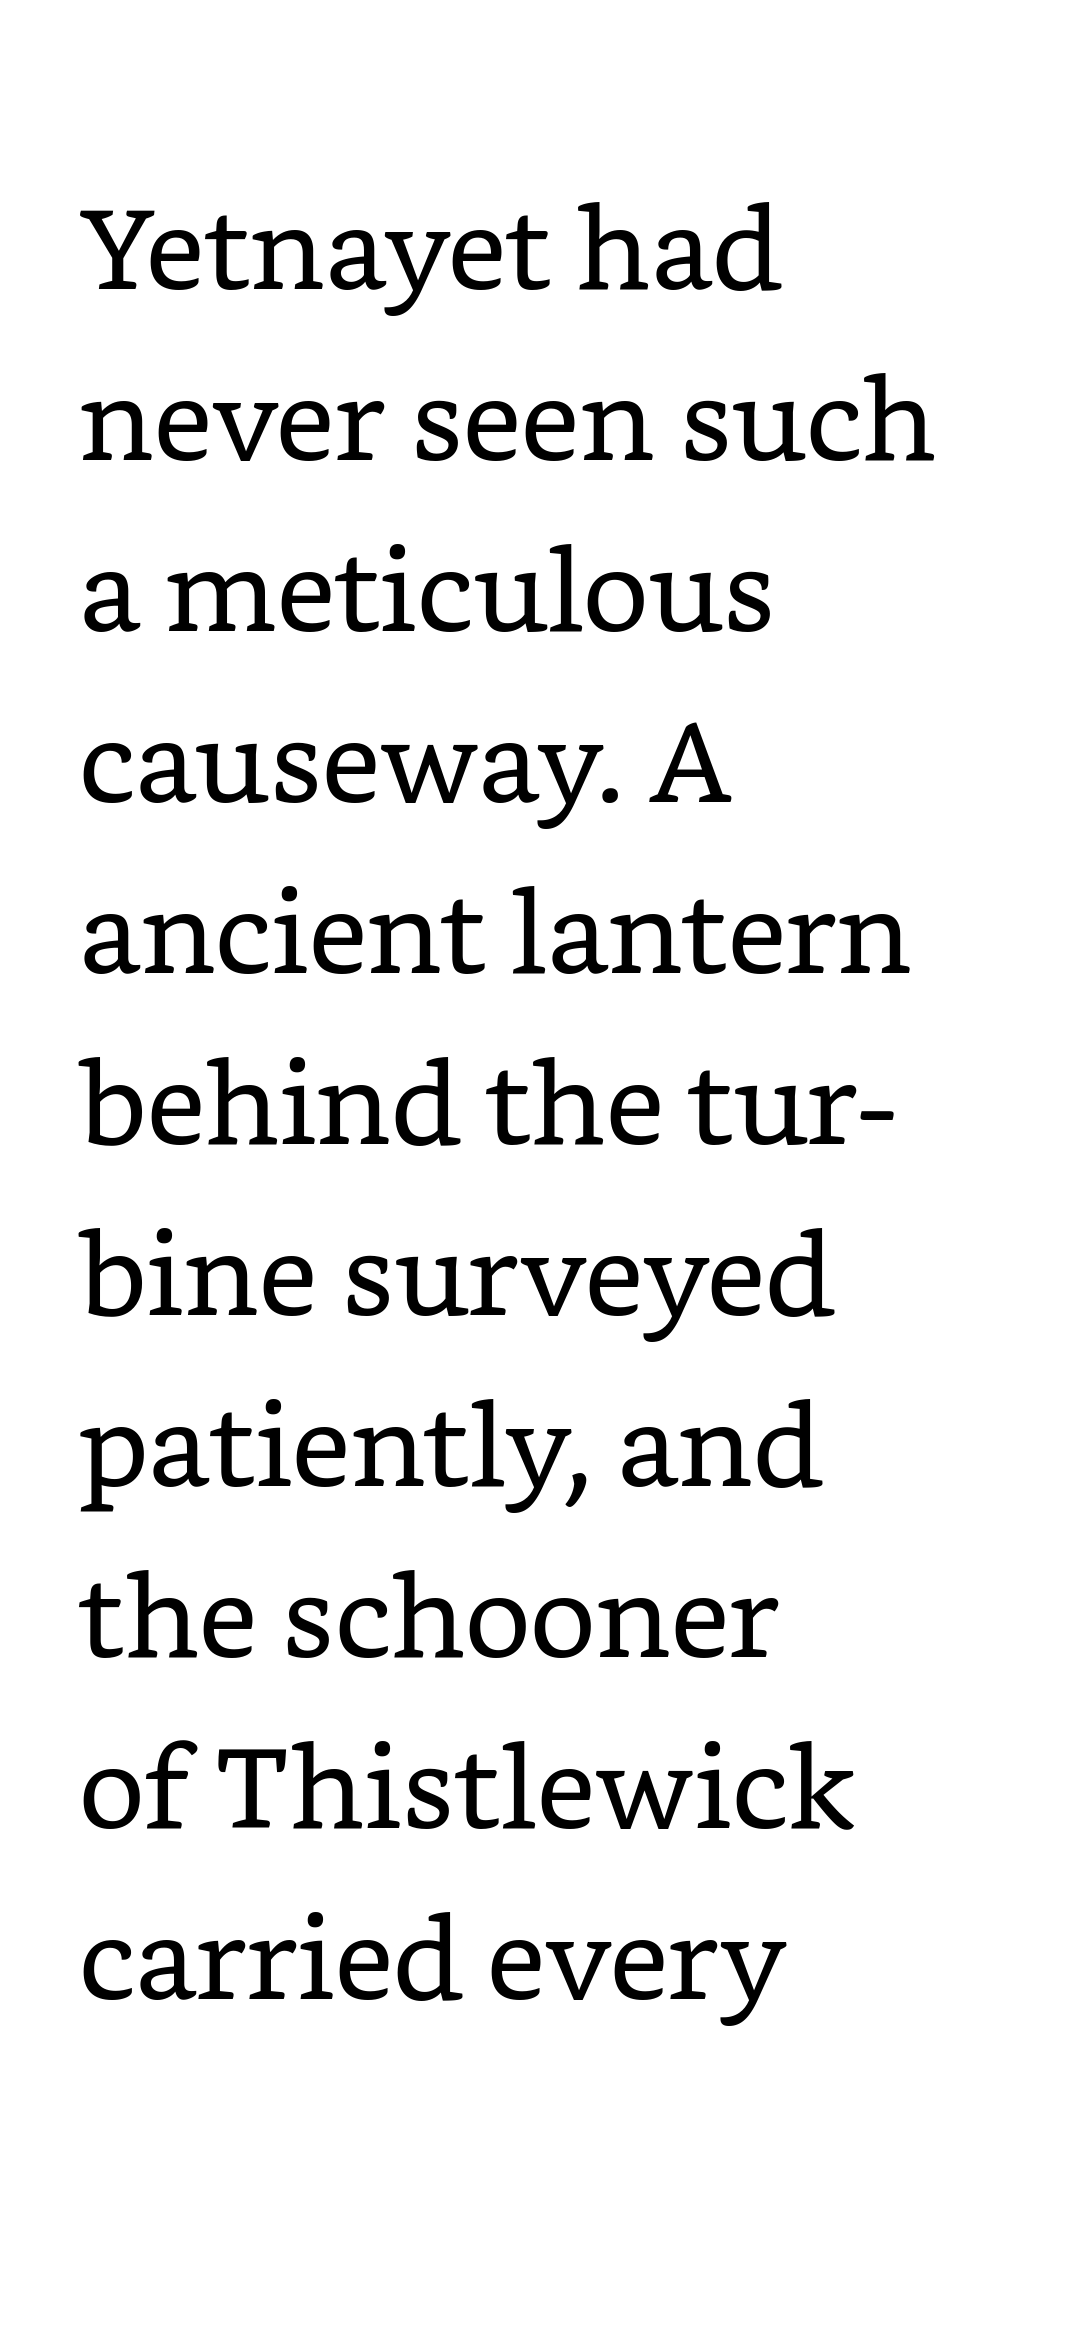 Yetnayet had
never seen such
a meticulous
causeway. A
ancient lantern
behind the tur-
bine surveyed
patiently, and
the schooner
of Thistlewick
carried every